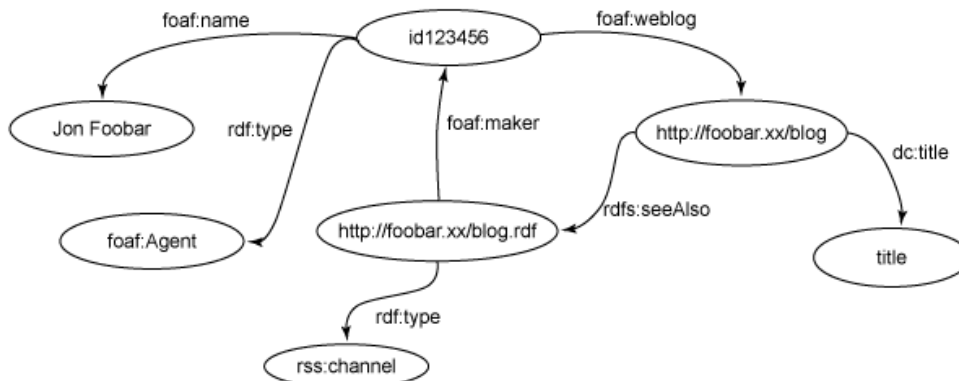 foaf:name
id123456
foaf:weblog
Jon Foobar
rdf:type
foaf:maker
http://foobar.xx/blog
dc:title
rdfs:seeAlso
foaf:Agent
http://foobar.xx/blog.rdf
title
rdf:type
rss:channel